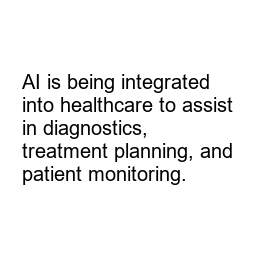 AI is being integrated
into healthcare to assist
in diagnostics,
treatment planning, and
patient monitoring.